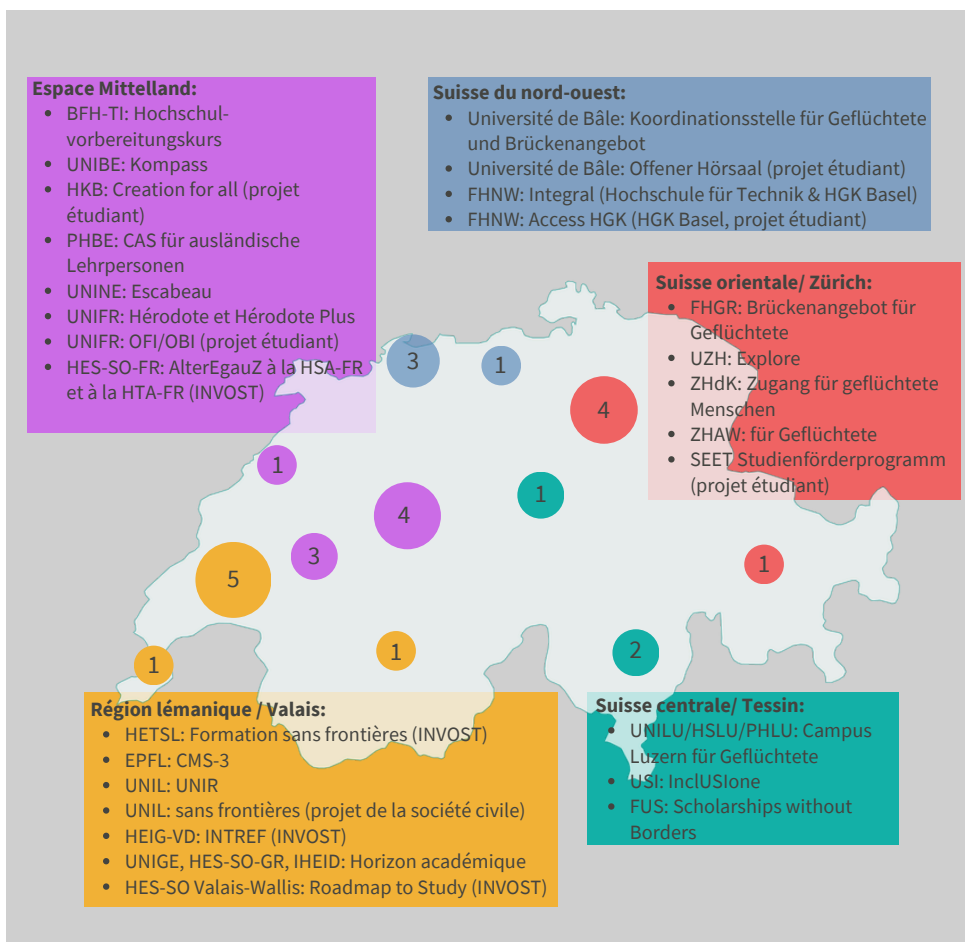 Espace Mittelland:
• BFH-TI: Hochschul-
vorbereitungskurs
• UNIBE: Kompass
• HKB: Creation for all (projet
étudiant)
• PHBE: CAS für ausländische
Lehrpersonen
• UNINE: Escabeau
• UNIFR: Hérodote et Hérodote Plus
• UNIFR: OFI/OBI (projet étudiant)
• HES-SO-FR: AlterEgauZ à la HSA-FR
et à la HTA-FR (INVOST)
Suisse du nord-ouest:
• Université de Bâle: Koordinationsstelle für Geflüchtete
und Brückenangebot
• Université de Bâle: Offener Hörsaal (projet étudiant)
• FHNW: Integral (Hochschule für Technik & HGK Basel)
• FHNW: Access HGK (HGK Basel, projet étudiant)
Suisse orientale/ Zürich:
• FHGR: Brückenangebot für
Geflüchtete
• UZH: Explore
• ZHdK: Zugang für geflüchtete
Menschen
• ZHAW: für Geflüchtete
• SEET Studienförderprogramm
(projet étudiant)
3
1
4
1
1
4
3
5
1
1
1
2
Région lémanique / Valais:
• HETSL: Formation sans frontières (INVOST)
• EPFL: CMS-3
• UNIL: UNIR
• UNIL: sans frontières (projet de la société civile)
• HEIG-VD: INTREF (INVOST)
• UNIGE, HES-SO-GR, IHEID: Horizon académique
• HES-SO Valais-Wallis: Roadmap to Study (INVOST)
Suisse centrale/ Tessin:
• UNILU/HSLU/PHLU: Campus
Luzern für Geflüchtete
• USI: InclUSIone
• FUS: Scholarships without
Borders